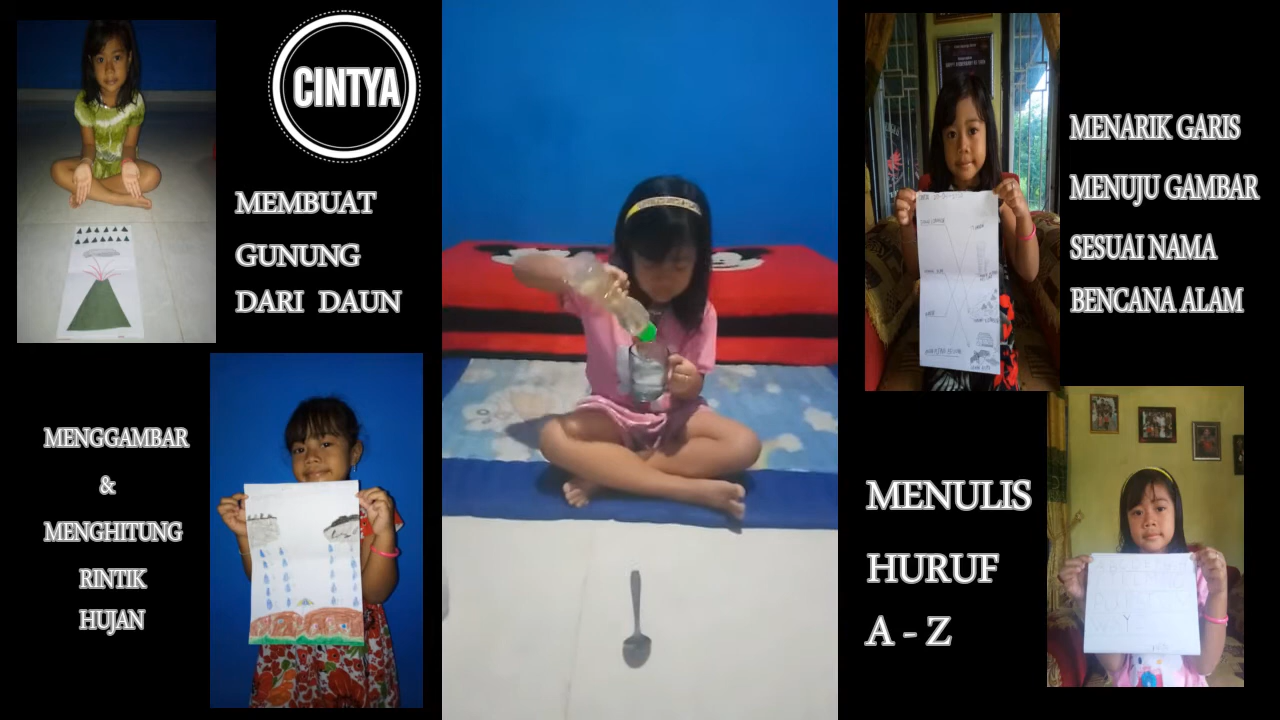 CINTYA
MEMBUAT
GUNUNG
DARI DAUN
MENGGAMBAR
&
MENGHITUNG
RINTIK
HUJAN
MENARIK GARIS
MENUJU GAMBAR
SESUAI NAMA
BENCANA ALAM
MENULIS
HURUF
A - Z